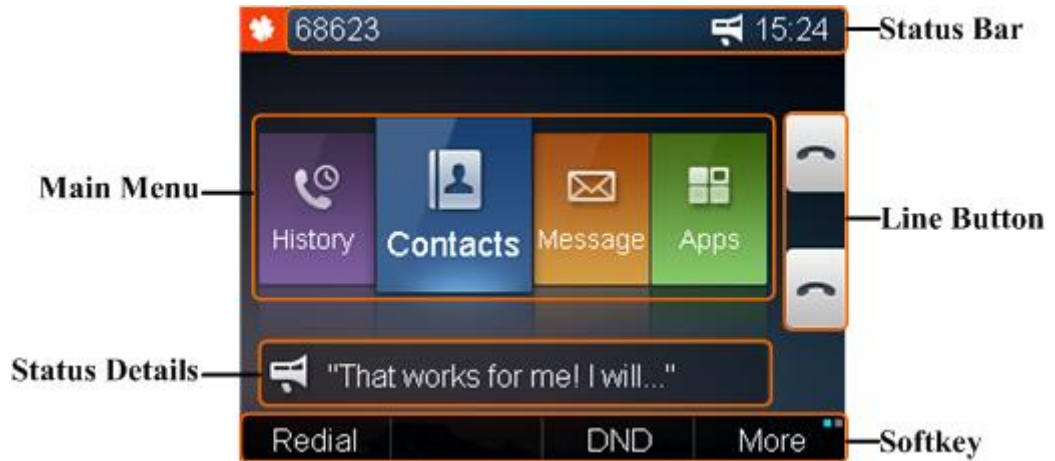 68623 15:24 Status Bar
Main Menu
History Contacts Message Apps
Line Button
Status Details
"That works for me! I will..."
Redial DND More
Softkey